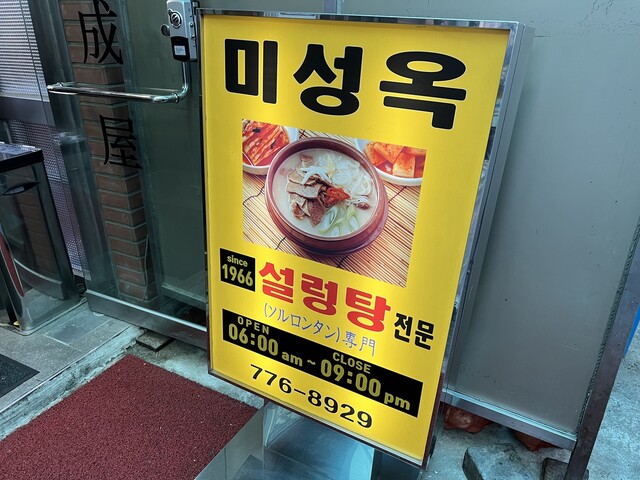 成
屋
미성옥
since
1966
설렁탕 전문
(ソルロンタン)専門
OPEN CLOSE
06:00 am ~ 09:00 pm
776-8929